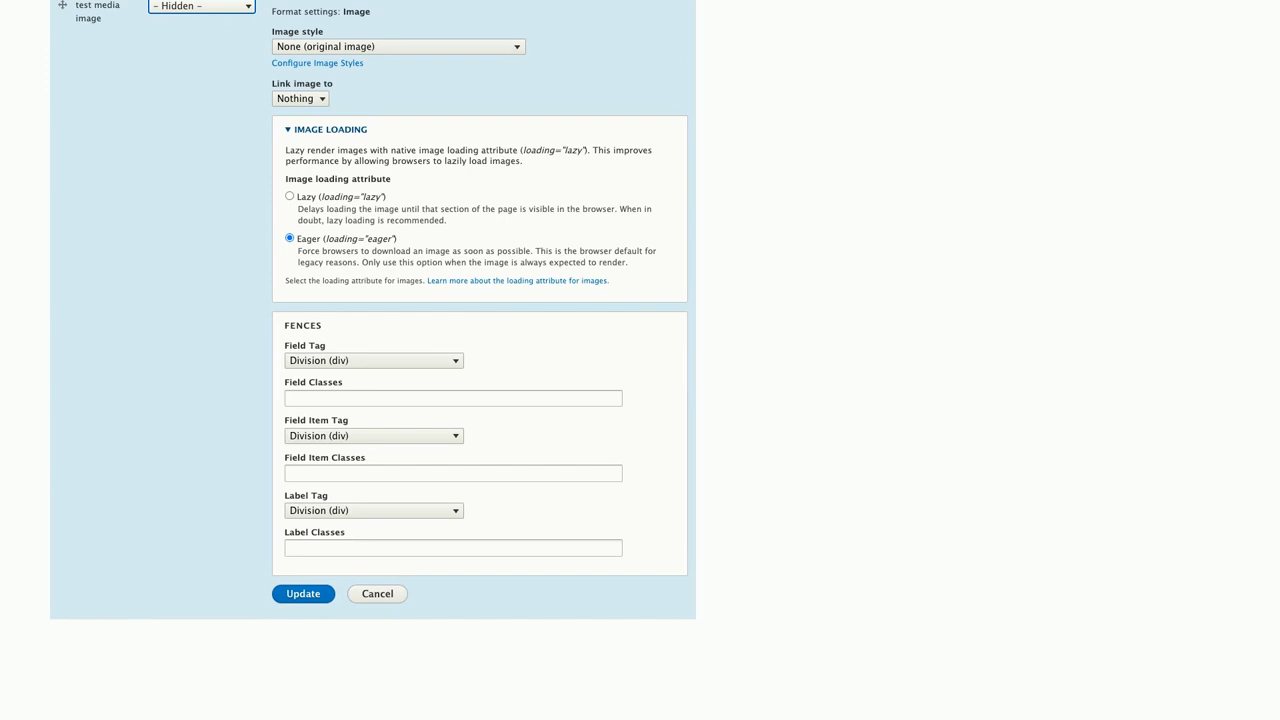 test media
image
- Hidden -
Format settings: Image
Image style
None (original image)
Configure Image Styles
Link image to
Nothing
IMAGE LOADING
Lazy render images with native image loading attribute (loading="lazy"). This improves
performance by allowing browsers to lazily load images.
Image loading attribute
Lazy (loading="lazy")
Delays loading the image until that section of the page is visible in the browser. When in
doubt, lazy loading is recommended.
Eager (loading="eager")
Force browsers to download an image as soon as possible. This is the browser default for
legacy reasons. Only use this option when the image is always expected to render.
Select the loading attribute for images. Learn more about the loading attribute for images.
FENCES
Field Tag
Division (div)
Field Classes
Field Item Tag
Division (div)
Field Item Classes
Label Tag
Division (div)
Label Classes
Update
Cancel